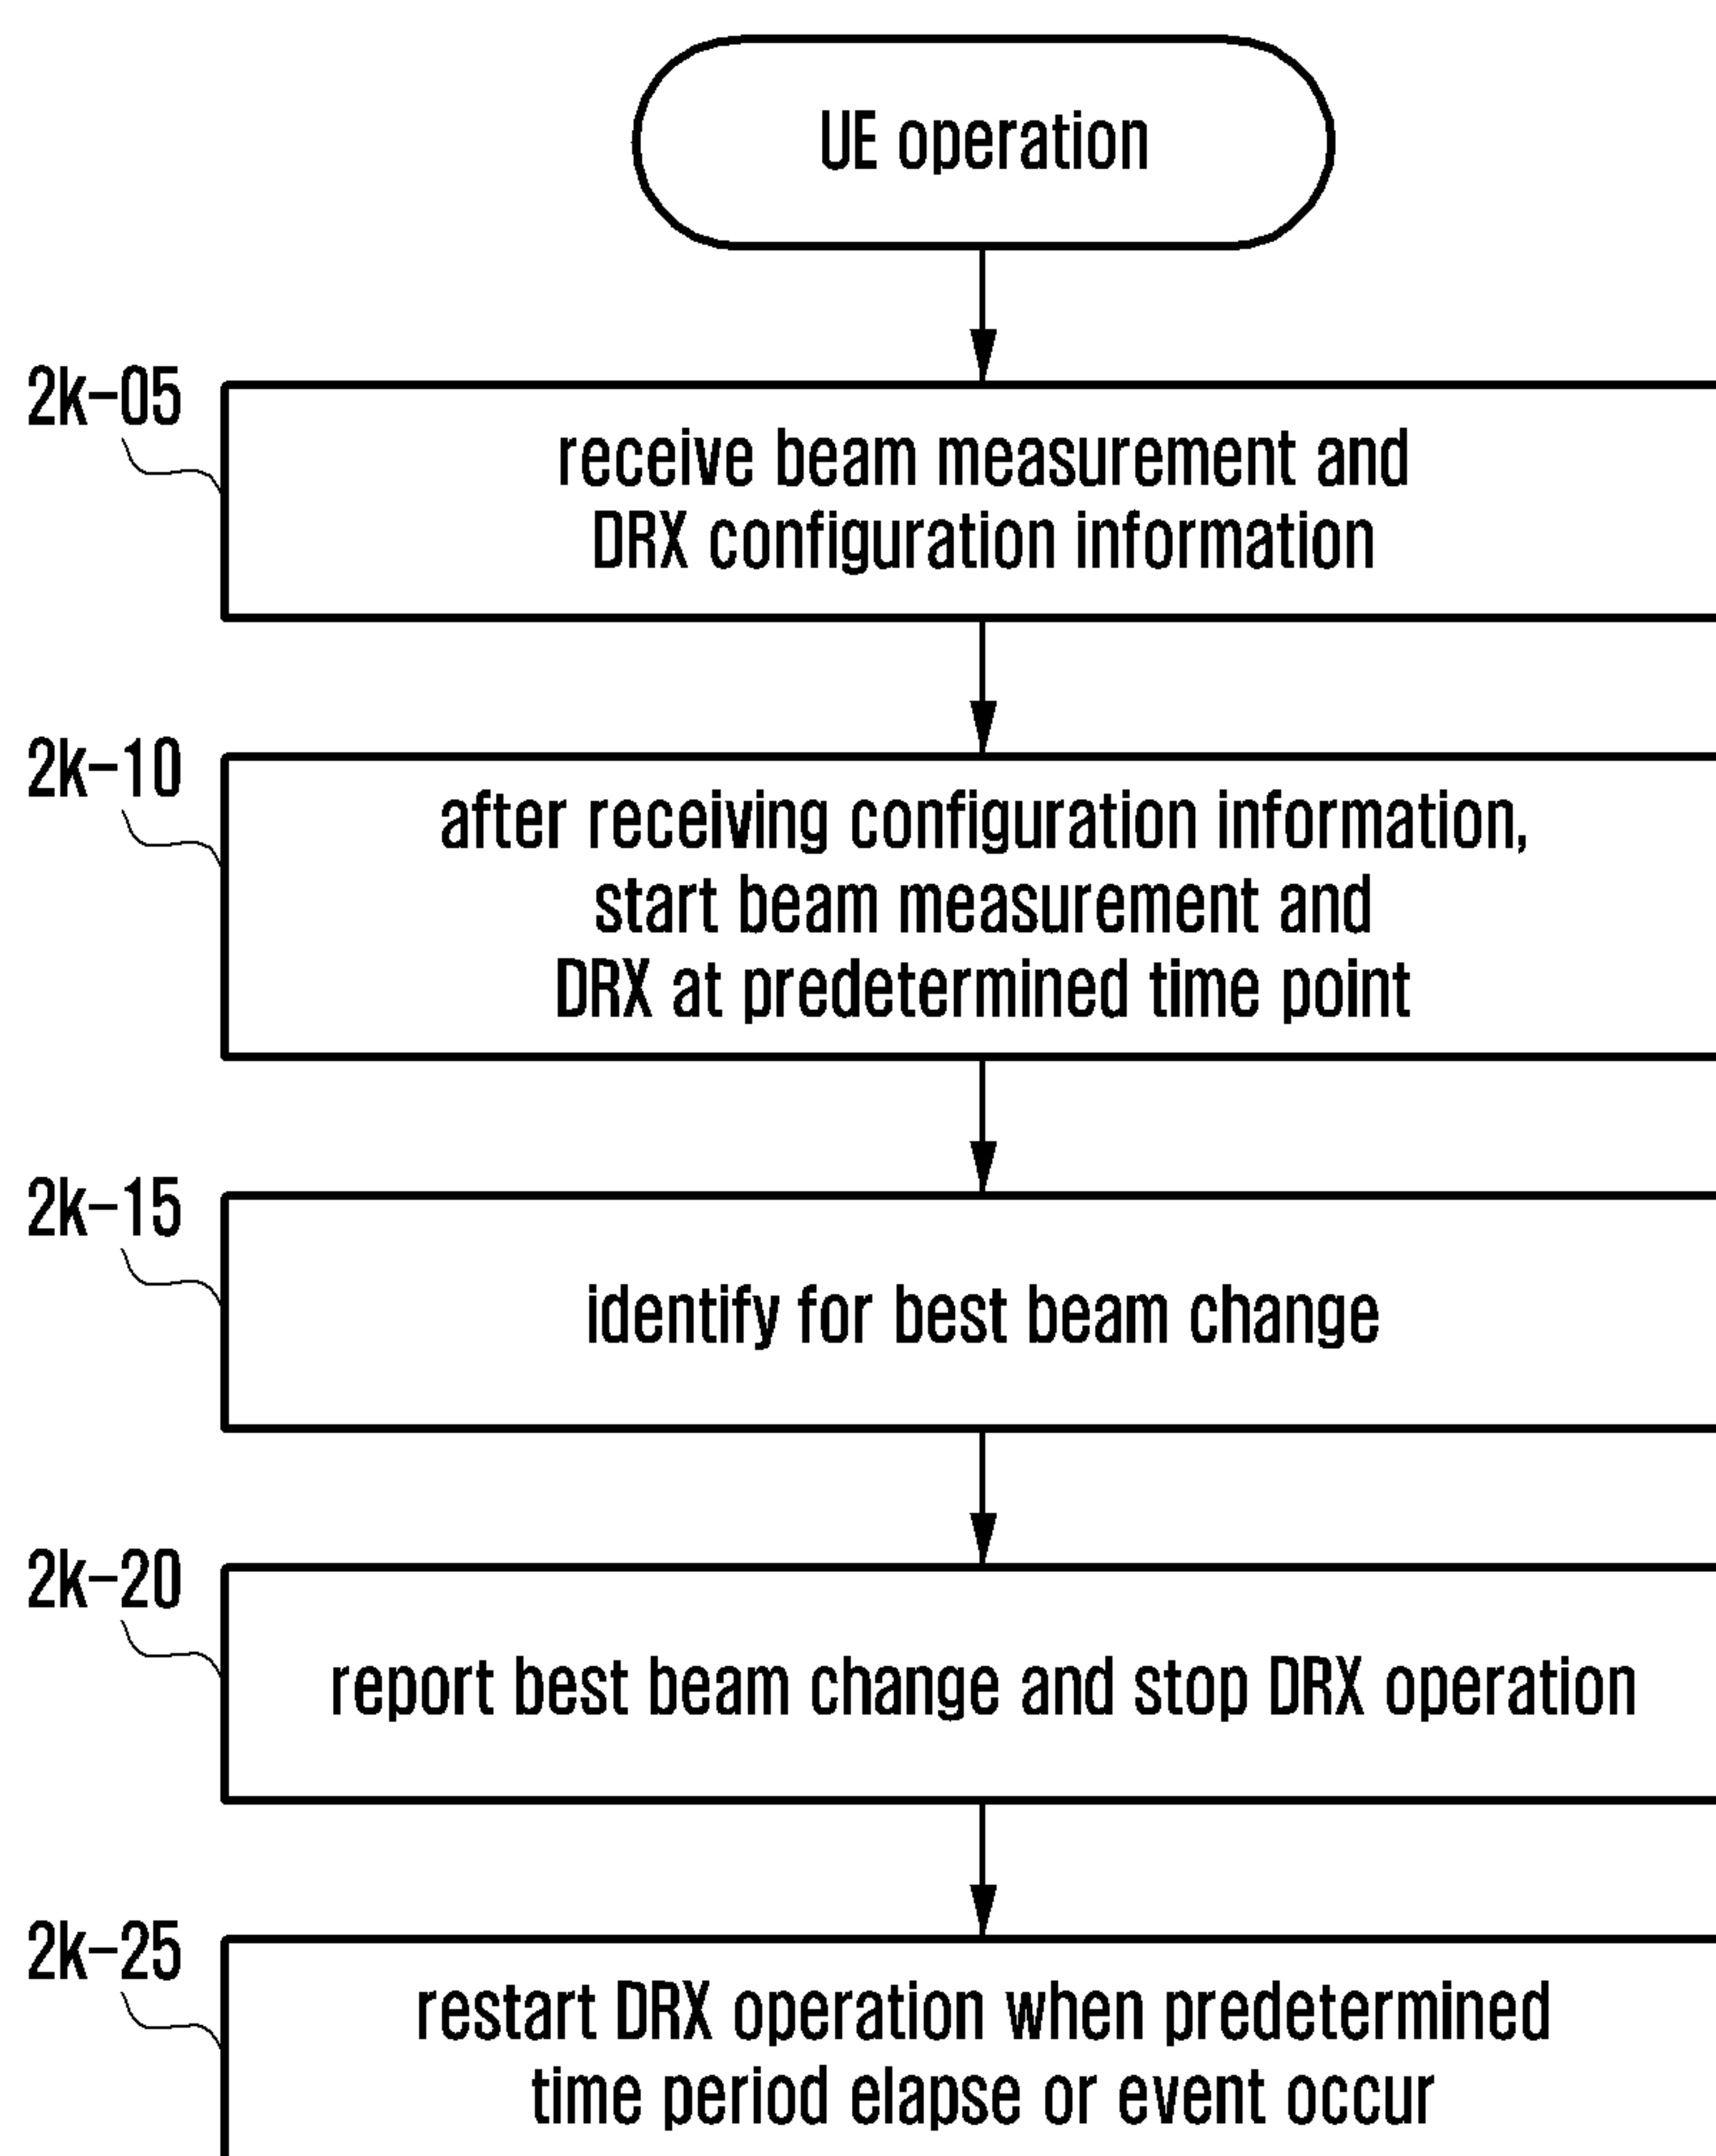 UE operation
2k-05
receive beam measurement and
DRX configuration information
2k-10
after receiving configuration information,
start beam measurement and
DRX at predetermined time point
2k-15
identify for best beam change
2k-20
report best beam change and stop DRX operation
2k-25
restart DRX operation when predetermined
time period elapse or event occur